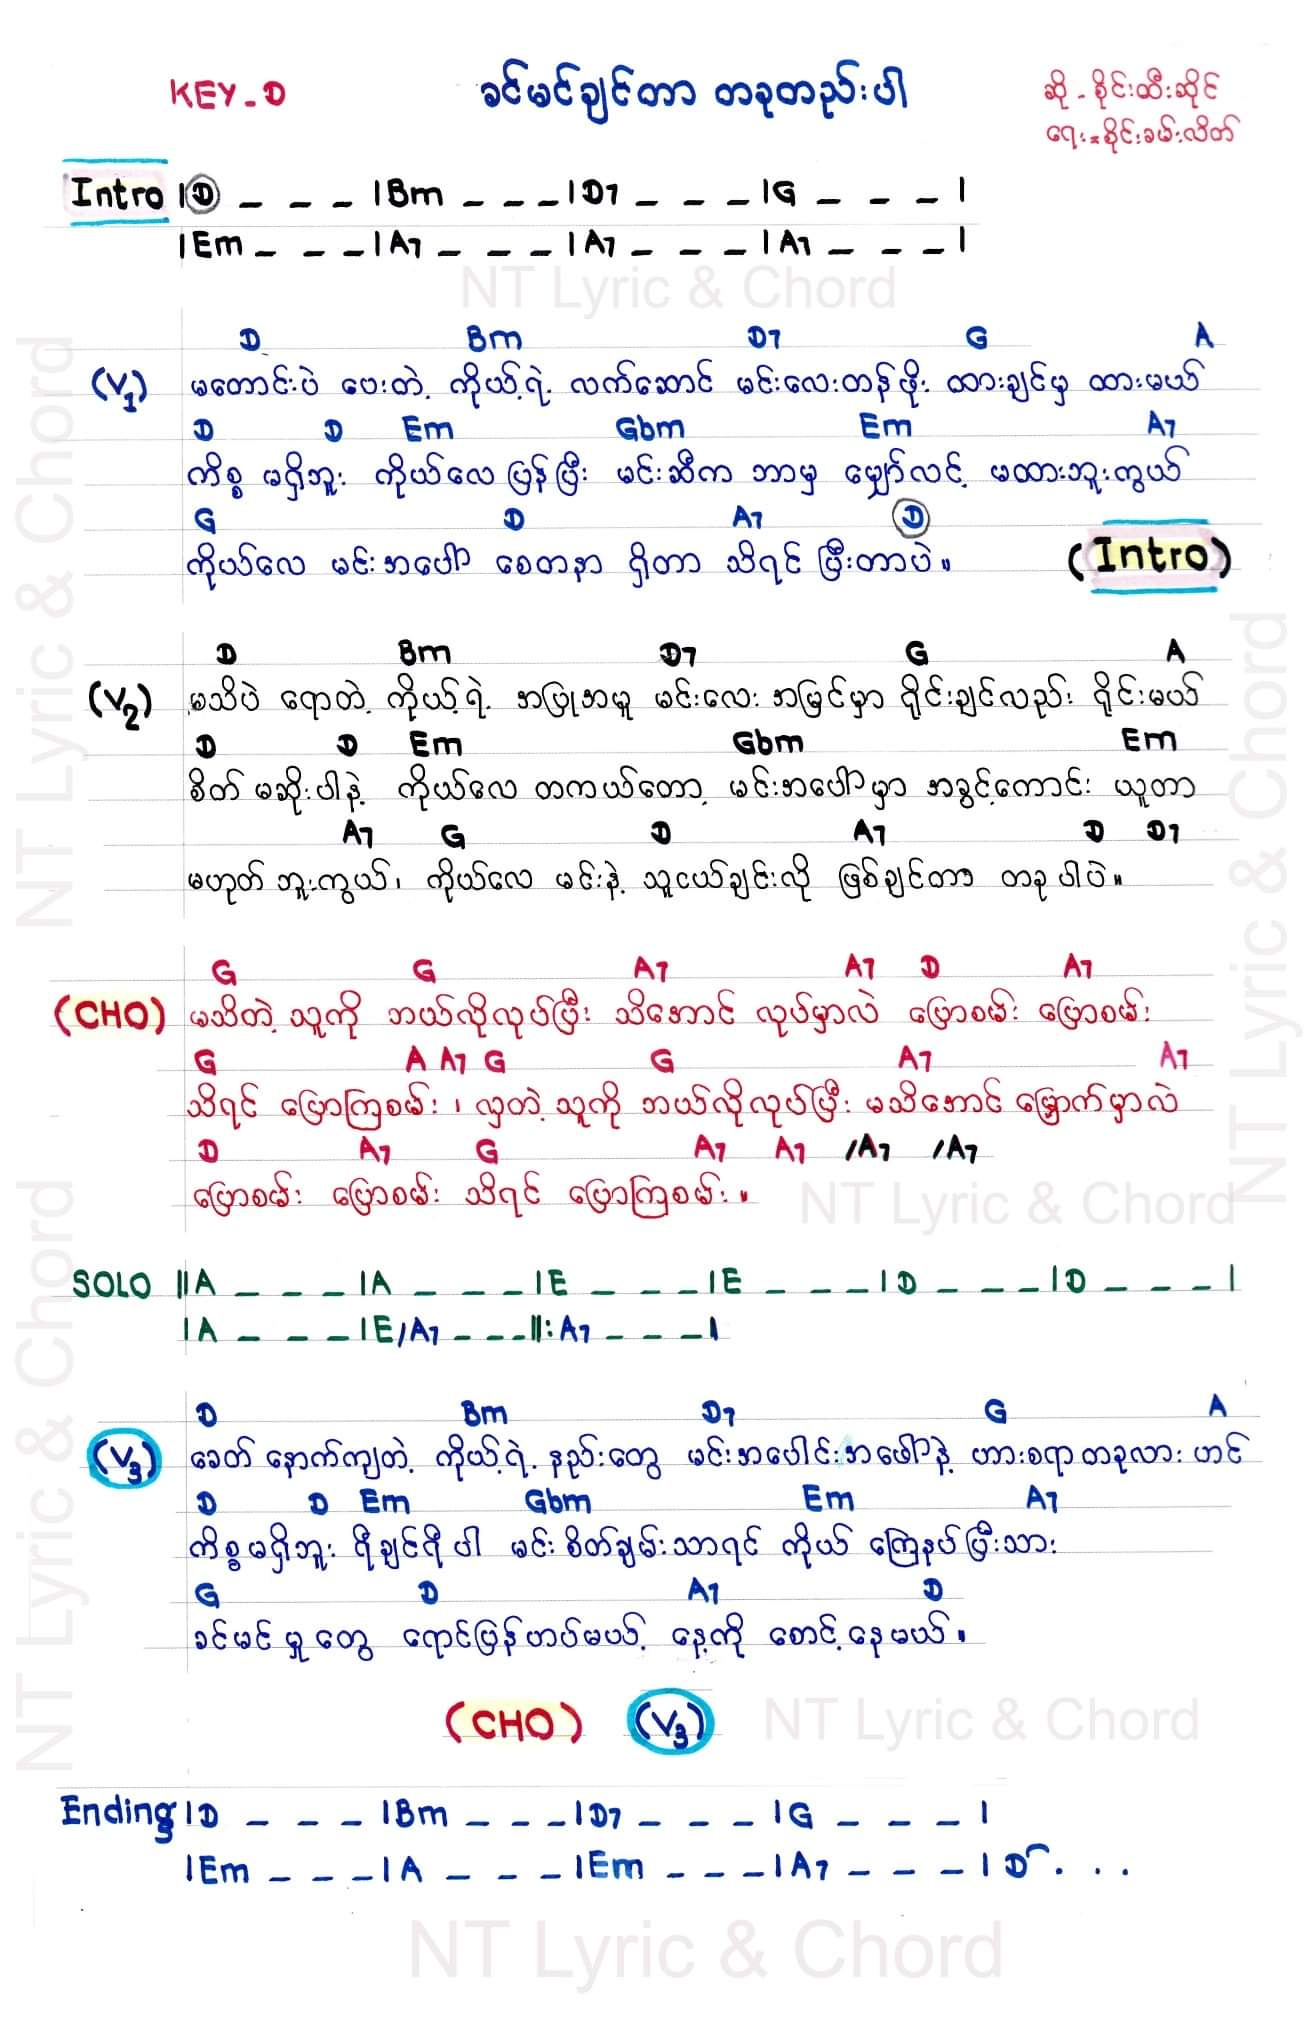 KEY-D
ခင်မင်ချင်တာ တခုတည်းပါ
ဆို - စိုင်းထီးဆိုင်
ရေး = စိုင်းခမ်းလိတ်
Intro |D _ _ _ |Bm _ _ _ |D7 _ _ _ |G _ _ _ |
|Em _ _ _ |A7 _ _ _ |A7 _ _ _ |A7 _ _ _ |
NT Lyric & Chord
D Bm D7 G A
(V1) မတောင်းပဲ ပေးတဲ့ ကိုယ့်ရဲ့ လက်ဆောင် မင်းလေးတန်ဖိုး ထားချင်မှ ထားမယ်
D D Em Gbm Em A7
ကိစ္စ မရှိဘူး ကိုယ်လေ ပြန်ပြီး မင်းဆီက ဘာမှ မျှော်လင့် မထားဘူးကွယ်
G D A7 D
ကိုယ်လေ မင်းအပေါ် စေတနာ ရှိတာ သိရင် ပြီးတာပဲ။ (Intro)
D Bm D7 G A
(V2) မသိပဲ ရောတဲ့ ကိုယ့်ရဲ့ အပြုအမူ မင်းလေး အမြင်မှာ ရိုင်းချင်လည်း ရိုင်းမယ်
D D Em Gbm Em
စိတ် မဆိုးပါနဲ့ ကိုယ်လေ တကယ်တော့ မင်းအပေါ်မှာ အခွင့်ကောင်း ယူတာ
A7 G D A7 D D7
မဟုတ် ဘူးကွယ်၊ ကိုယ်လေ မင်းနဲ့ သူငယ်ချင်းလို ဖြစ်ချင်တာ တခု ပါပဲ။
G G A7 A7 D A7
(CHO) မသိတဲ့ သူကို ဘယ်လိုလုပ်ပြီး သိအောင် လုပ်မှာလဲ ပြောစမ်း ပြောစမ်း
G A A7 G G A7 A7
သိရင် ပြောကြစမ်း ၊ လှတဲ့ သူကို ဘယ်လိုလုပ်ပြီး မသိအောင် မြှောက်မှာလဲ
D A7 G A7 A7 /A7 /A7
ပြောစမ်း ပြောစမ်း သိရင် ပြောကြစမ်း ။
NT Lyric & Chord
SOLO ||A _ _ _ |A _ _ _ |E _ _ _ |E _ _ _ |D _ _ _ |D _ _ _ |
|A _ _ _ |E/A7 _ _ _ ||: A7 _ _ _ |
D Bm D7 G A
(V3) ခေတ် နောက်ကျတဲ့ ကိုယ့်ရဲ့ နည်းတွေ မင်းအပေါင်းအဖေါ်နဲ့ ဟားစရာ တခုလား ဟင်
D D Em Gbm Em A7
ကိစ္စမရှိဘူး ရီချင်ရီ ပါ မင်း စိတ်ချမ်းသာရင် ကိုယ် ကြေနပ်ပြီးသား
G D A7 D
ခင်မင်မှုတွေ ရောင်ပြန်ဟပ်မယ့် နေ့ကို စောင့်နေမယ်။
(CHO) (V3)
NT Lyric & Chord
Ending |D _ _ _ |Bm _ _ _ |D7 _ _ _ |G _ _ _ |
|Em _ _ _ |A _ _ _ |Em _ _ _ |A7 _ _ _ | D . . .
NT Lyric & Chord
NT Lyric & Chord
NT Lyric & Chord
NT Lyric & Chord